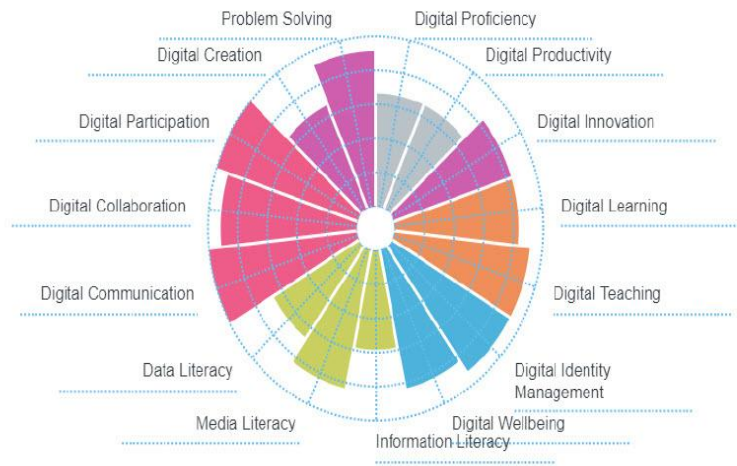 Problem Solving
Digital Proficiency
Digital Creation
Digital Productivity
Digital Participation
Digital Innovation
Digital Collaboration
Digital Learning
Digital Communication
Digital Teaching
Data Literacy
Digital Identity
Management
Media Literacy
Digital Wellbeing
Information Literacy